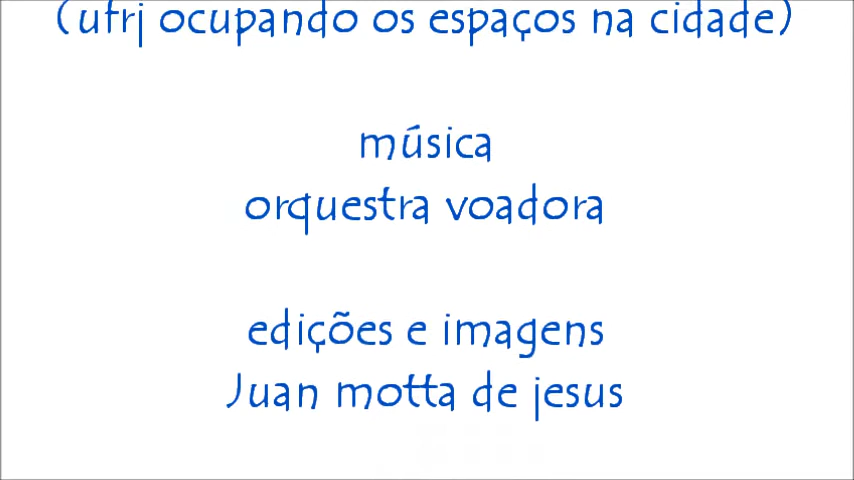 (ufrj ocupando os espaços na cidade)
música
orquestra voadora
edições e imagens
Juan motta de jesus